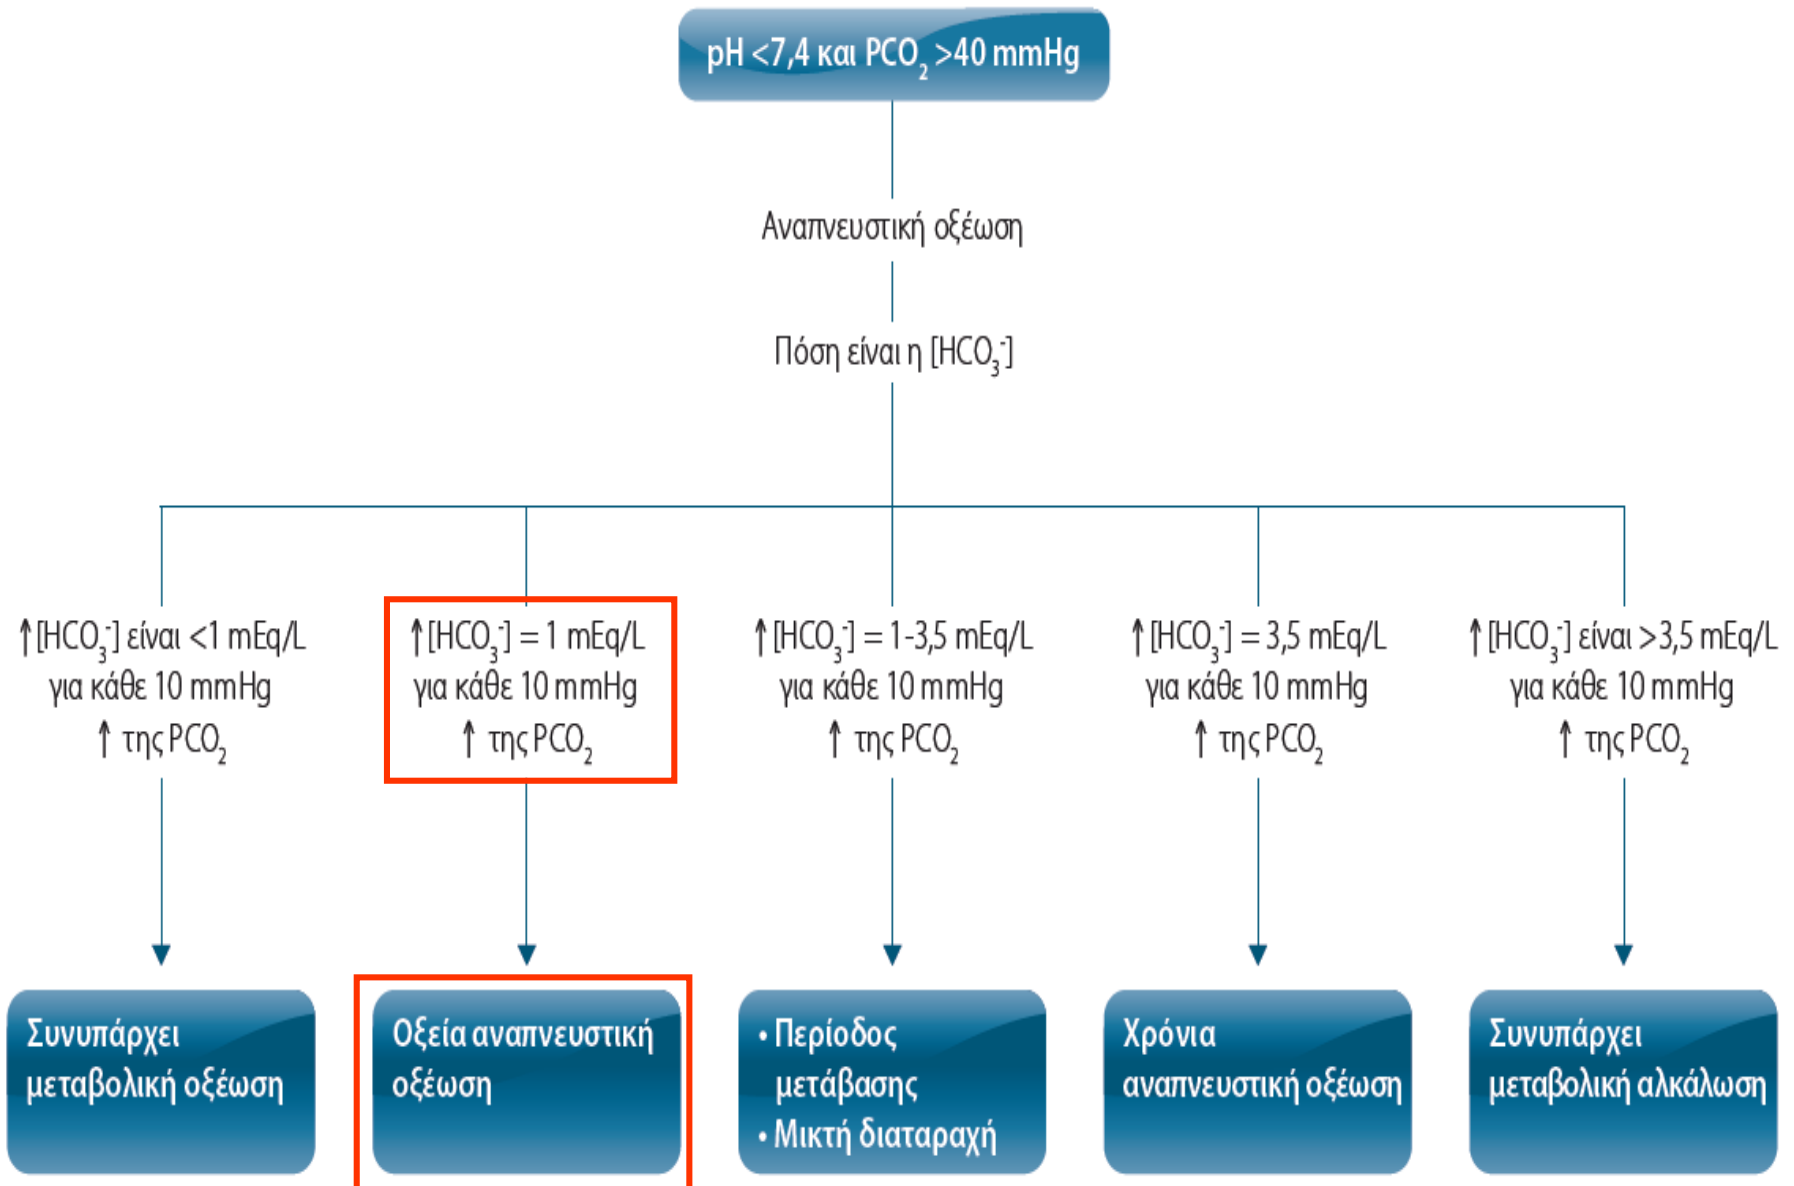 pH <7,4 και PCO₂ >40 mmHg
Αναπνευστική οξέωση
Πόση είναι η [HCO₃⁻]
↑[HCO₃⁻] είναι <1 mEq/L
για κάθε 10 mmHg
↑ της PCO₂
↑[HCO₃⁻] = 1 mEq/L
για κάθε 10 mmHg
↑ της PCO₂
↑[HCO₃⁻] = 1-3,5 mEq/L
για κάθε 10 mmHg
↑ της PCO₂
↑[HCO₃⁻] = 3,5 mEq/L
για κάθε 10 mmHg
↑ της PCO₂
↑[HCO₃⁻] είναι >3,5 mEq/L
για κάθε 10 mmHg
↑ της PCO₂
Συνυπάρχει
μεταβολική οξέωση
Οξεία αναπνευστική
οξέωση
• Περίοδος
μετάβασης
• Μικτή διαταραχή
Χρόνια
αναπνευστική οξέωση
Συνυπάρχει
μεταβολική αλκάλωση